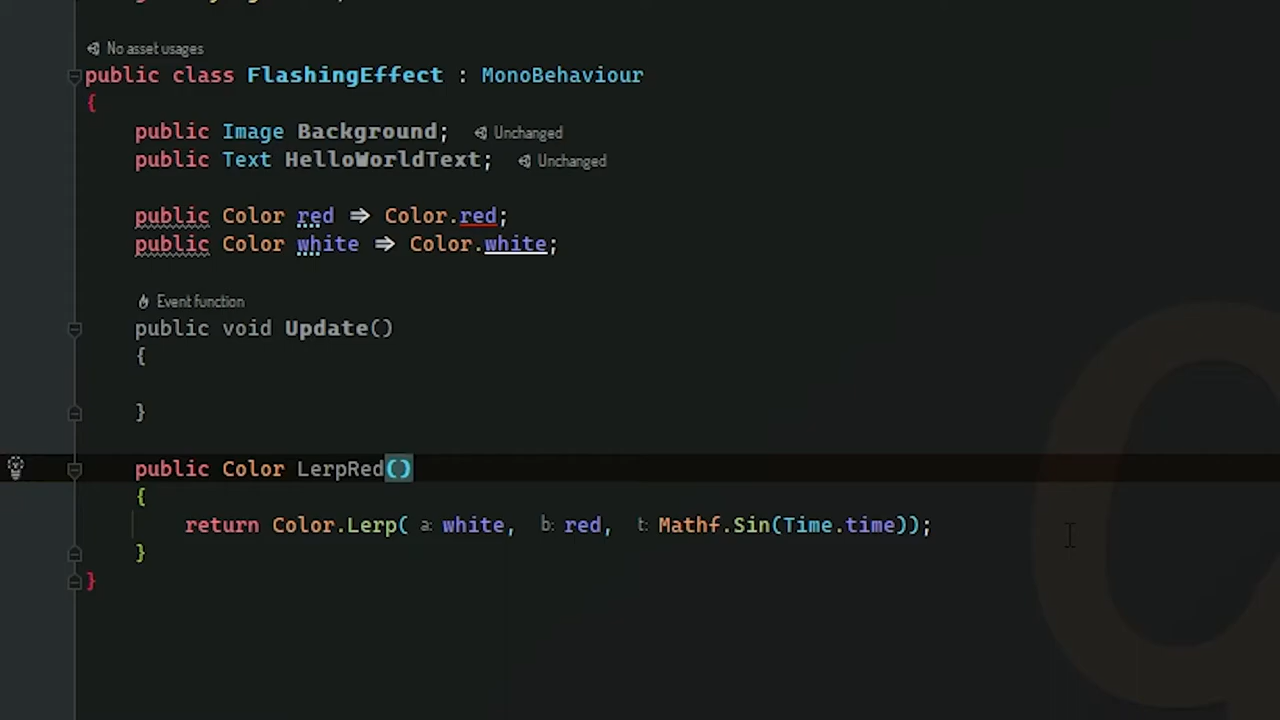 No asset usages
public class FlashingEffect : MonoBehaviour
{
public Image Background; Unchanged
public Text HelloWorldText; Unchanged
public Color red => Color.red;
public Color white => Color.white;
Event function
public void Update()
{
}
public Color LerpRed()
{
return Color.Lerp( a: white, b: red, t: Mathf.Sin(Time.time));
}
}